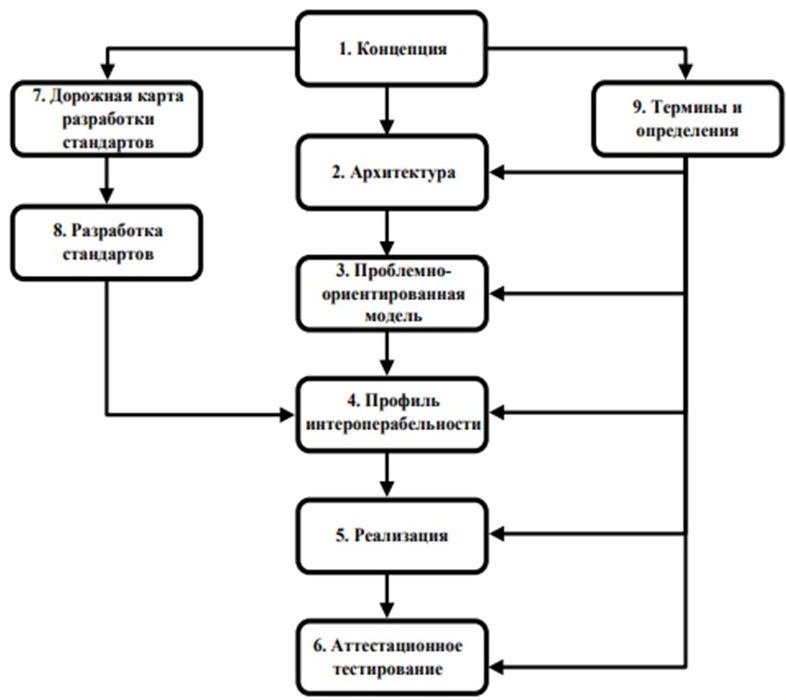 1. Концепция
7. Дорожная карта
разработки
стандартов
9. Термины и
определения
2. Архитектура
8. Разработка
стандартов
3. Проблемно-
ориентированная
модель
4. Профиль
интероперабельности
5. Реализация
6. Аттестационное
тестирование